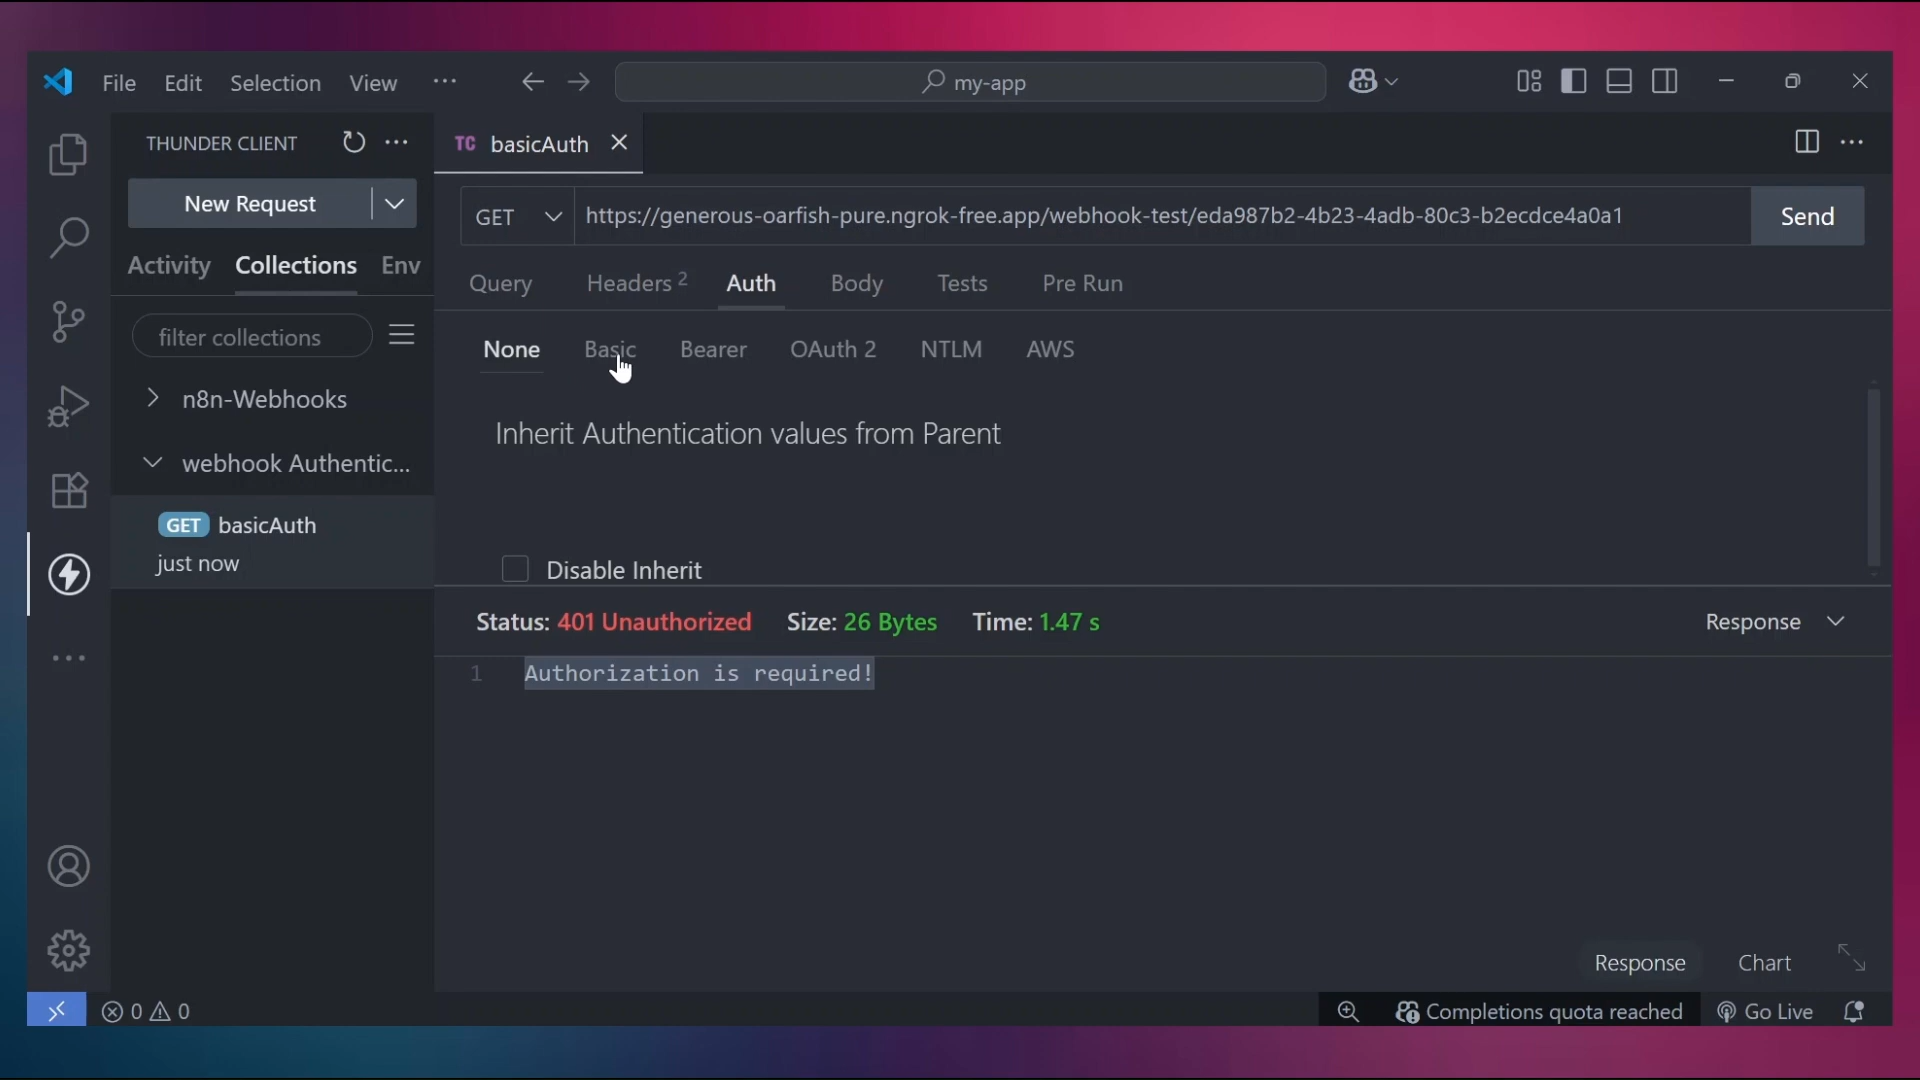 File Edit Selection View ...
my-app
THUNDER CLIENT
TC basicAuth
New Request
GET https://generous-oarfish-pure.ngrok-free.app/webhook-test/eda987b2-4b23-4adb-80c3-b2ecdce4a0a1 Send
Activity Collections Env
Query Headers 2 Auth Body Tests Pre Run
filter collections
None Basic Bearer OAuth 2 NTLM AWS
n8n-Webhooks
Inherit Authentication values from Parent
webhook Authentic...
GET basicAuth
just now
Disable Inherit
Status: 401 Unauthorized Size: 26 Bytes Time: 1.47 s Response
1 Authorization is required!
Response Chart
0 0 Completions quota reached Go Live